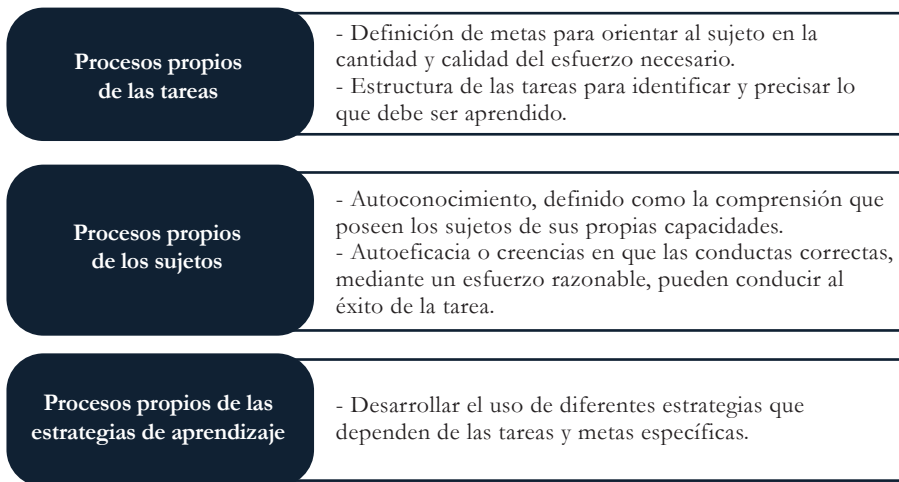 Procesos propios
de las tareas
- Definición de metas para orientar al sujeto en la
cantidad y calidad del esfuerzo necesario.
- Estructura de las tareas para identificar y precisar lo
que debe ser aprendido.
Procesos propios
de los sujetos
- Autoconocimiento, definido como la comprensión que
poseen los sujetos de sus propias capacidades.
- Autoeficacia o creencias en que las conductas correctas,
mediante un esfuerzo razonable, pueden conducir al
éxito de la tarea.
Procesos propios de las
estrategias de aprendizaje
- Desarrollar el uso de diferentes estrategias que
dependen de las tareas y metas específicas.